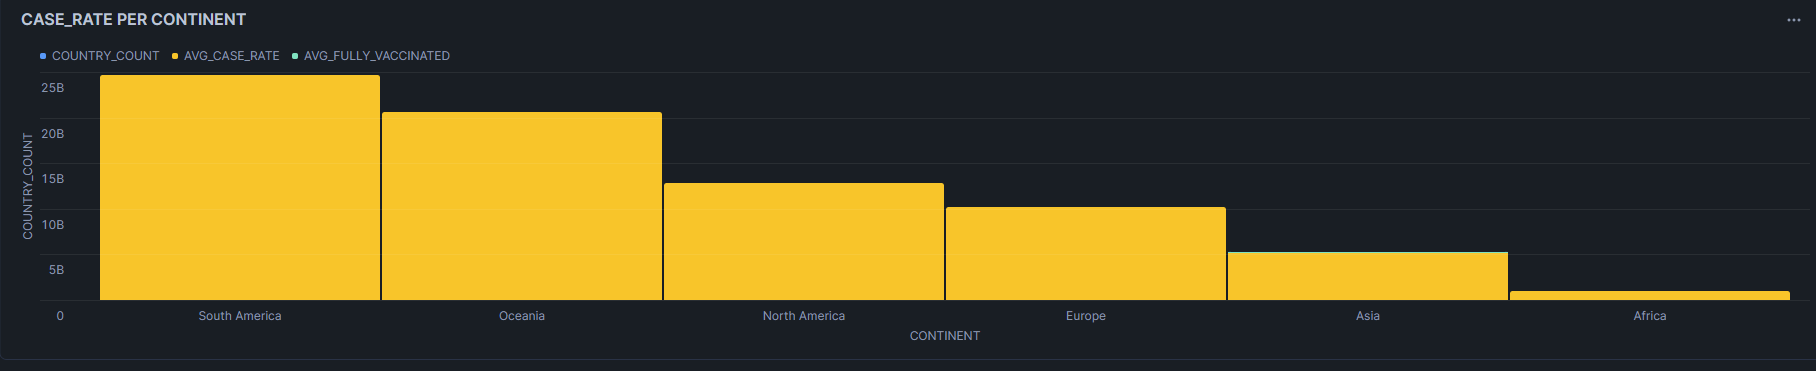 CASE_RATE PER CONTINENT
COUNTRY_COUNT AVG_CASE_RATE AVG_FULLY_VACCINATED
25B
20B
15B
10B
5B
0
COUNTRY_COUNT
South America Oceania North America Europe Asia Africa
CONTINENT